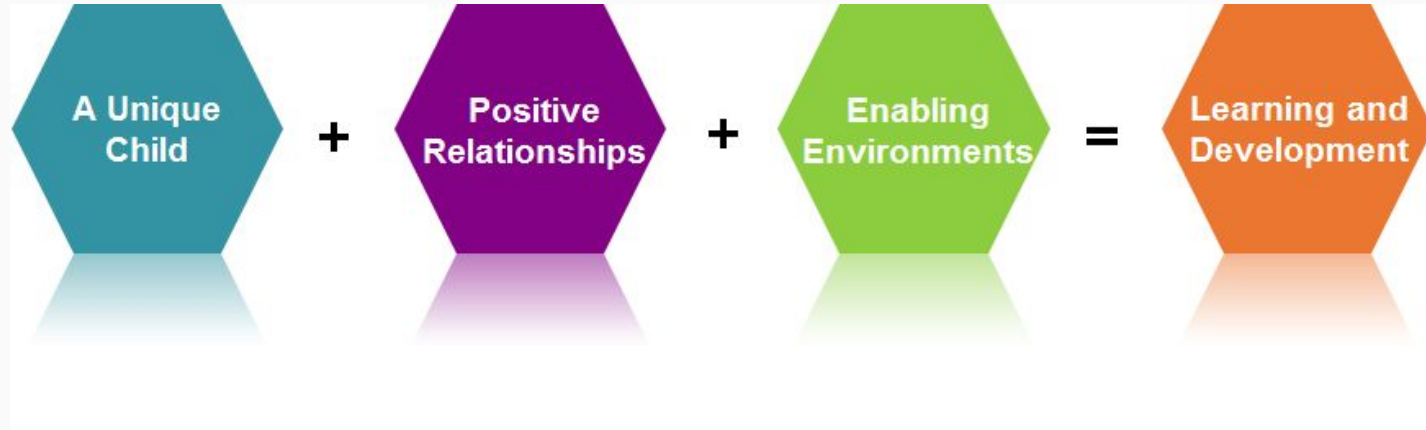 A Unique
Child
+
Positive
Relationships
+
Enabling
Environments
=
Learning and
Development